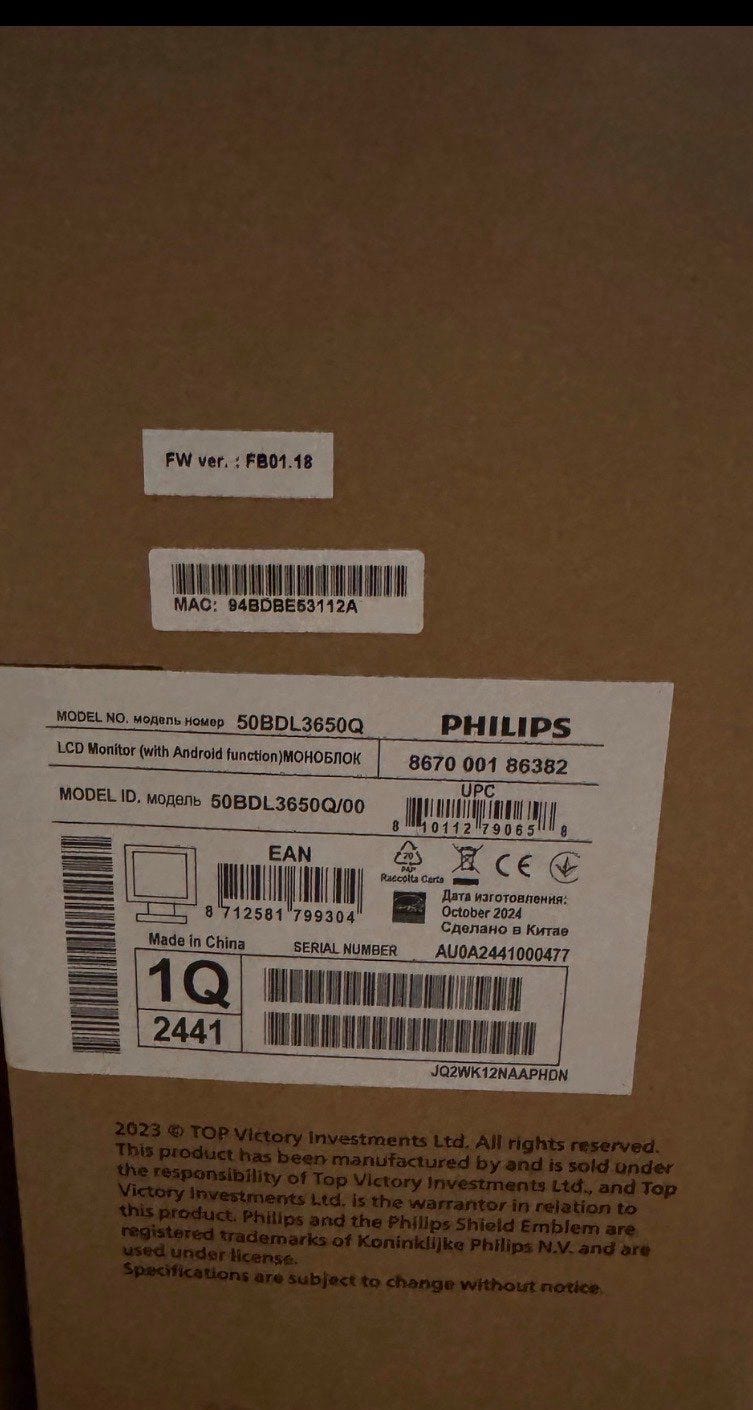 FW ver. : FB01.18
MAC: 94BDBE53112A
MODEL NO. модель номер 50BDL3650Q
PHILIPS
LCD Monitor (with Android function)МОНОБЛОК
8670 001 86382
MODEL ID. модель 50BDL3650Q/00
UPC
8 10112 79065 8
EAN
8 712581 799304
20
PAP
Raccolta Carta
CE
Дата изготовления:
October 2024
Сделано в Китае
Made in China
SERIAL NUMBER
AU0A2441000477
1Q
2441
JQ2WK12NAAPHDN
2023 © TOP Victory Investments Ltd. All rights reserved.
This product has been manufactured by and is sold under
the responsibility of Top Victory Investments Ltd., and Top
Victory Investments Ltd. is the warrantor in relation to
this product. Philips and the Philips Shield Emblem are
registered trademarks of Koninklijke Philips N.V. and are
used under license.
Specifications are subject to change without notice.